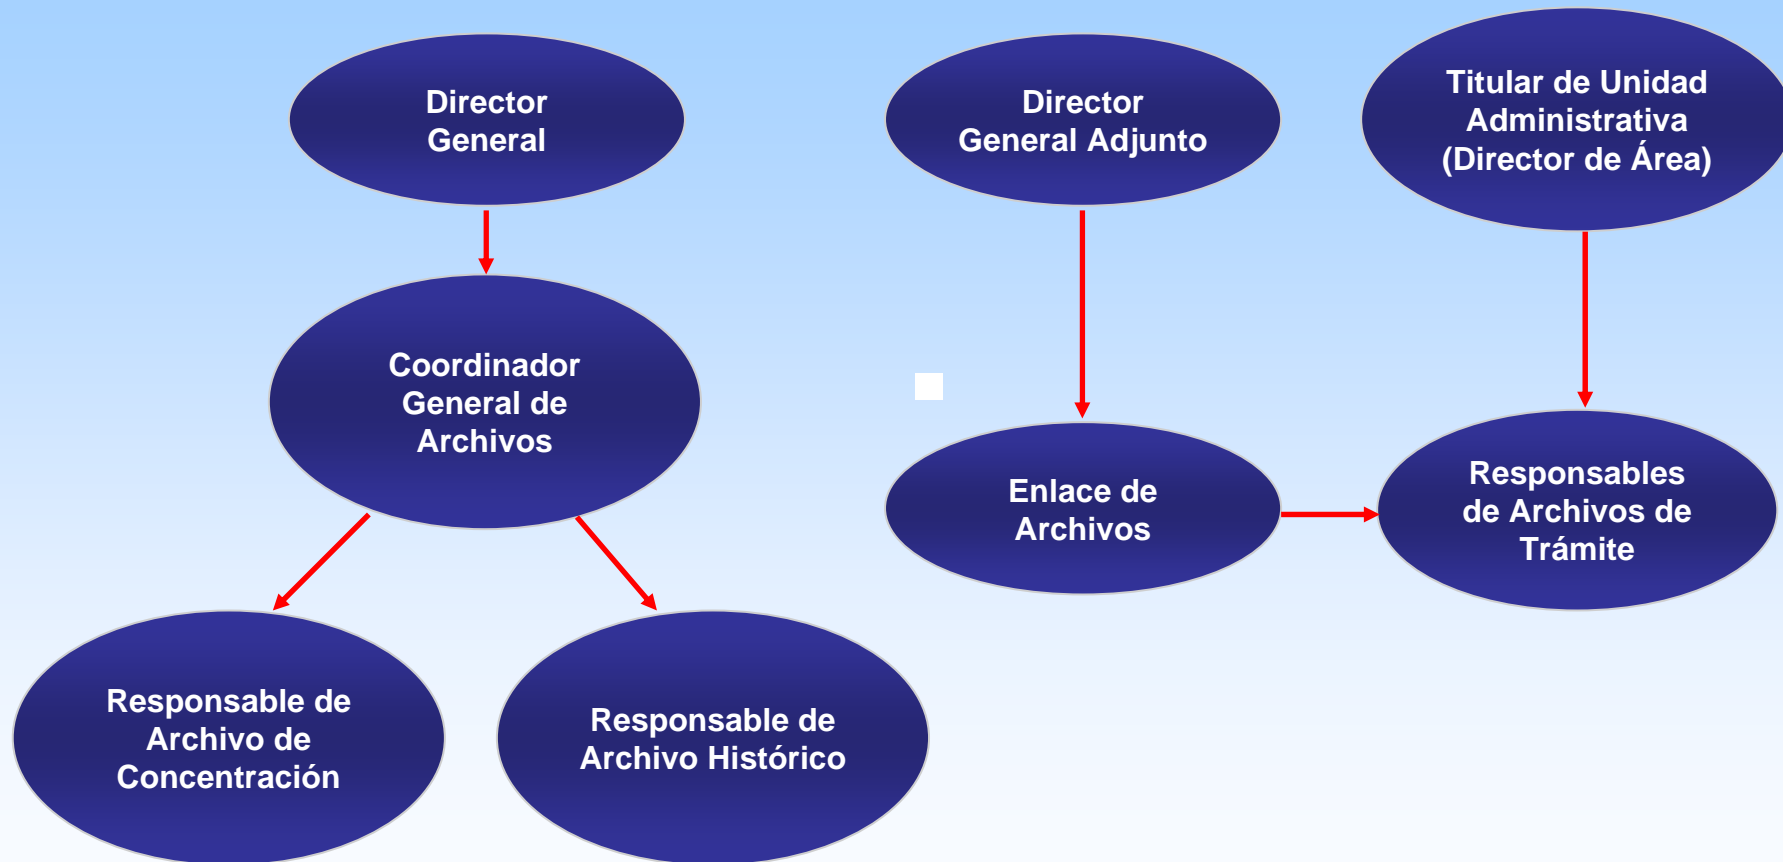 Director
General
Director
General Adjunto
Titular de Unidad
Administrativa
(Director de Área)
Coordinador
General de
Archivos
Enlace de
Archivos
Responsables
de Archivos de
Trámite
Responsable de
Archivo de
Concentración
Responsable de
Archivo Histórico